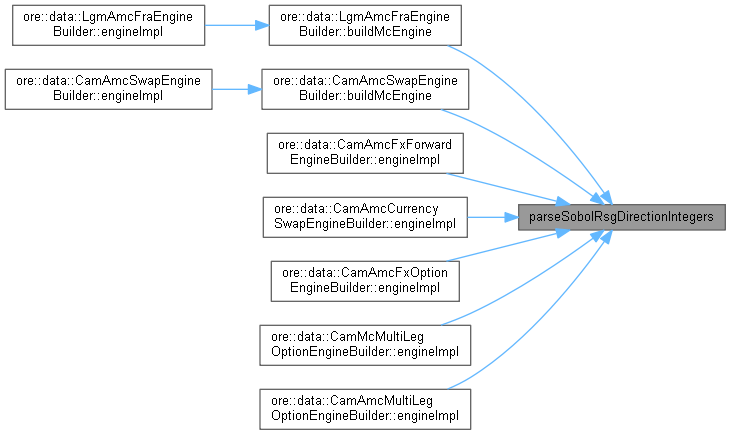 ore::data::LgmAmcFraEngine
Builder::engineImpl
ore::data::LgmAmcFraEngine
Builder::buildMcEngine
ore::data::CamAmcSwapEngine
Builder::engineImpl
ore::data::CamAmcSwapEngine
Builder::buildMcEngine
ore::data::CamAmcFxForward
EngineBuilder::engineImpl
ore::data::CamAmcCurrency
SwapEngineBuilder::engineImpl
parseSobolRsgDirectionIntegers
ore::data::CamAmcFxOption
EngineBuilder::engineImpl
ore::data::CamMcMultiLeg
OptionEngineBuilder::engineImpl
ore::data::CamAmcMultiLeg
OptionEngineBuilder::engineImpl